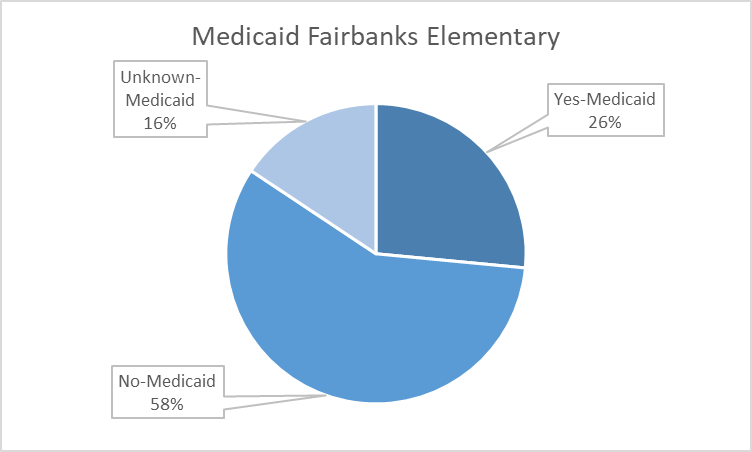 Medicaid Fairbanks Elementary
Unknown-
Medicaid
16%
Yes-Medicaid
26%
No-Medicaid
58%